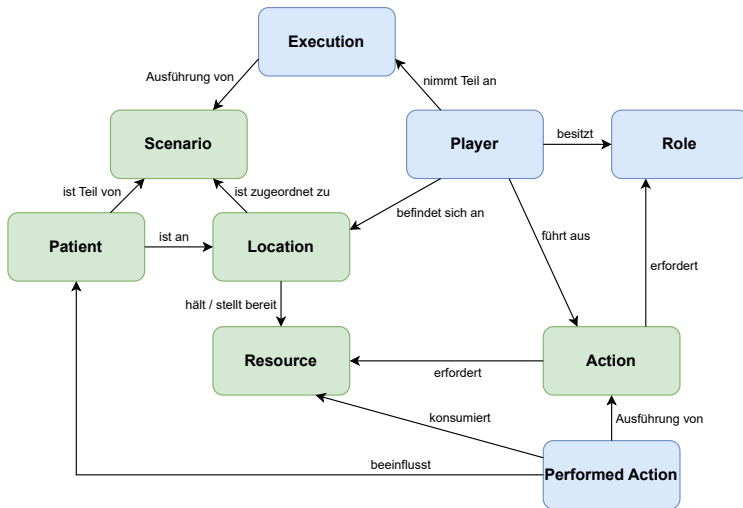 Execution
Ausführung von
nimmt Teil an
Scenario
Player
besitzt
Role
ist Teil von
ist zugeordnet zu
befindet sich an
Patient
ist an
Location
führt aus
erfordert
hält / stellt bereit
Resource
erfordert
Action
konsumiert
Ausführung von
beeinflusst
Performed Action